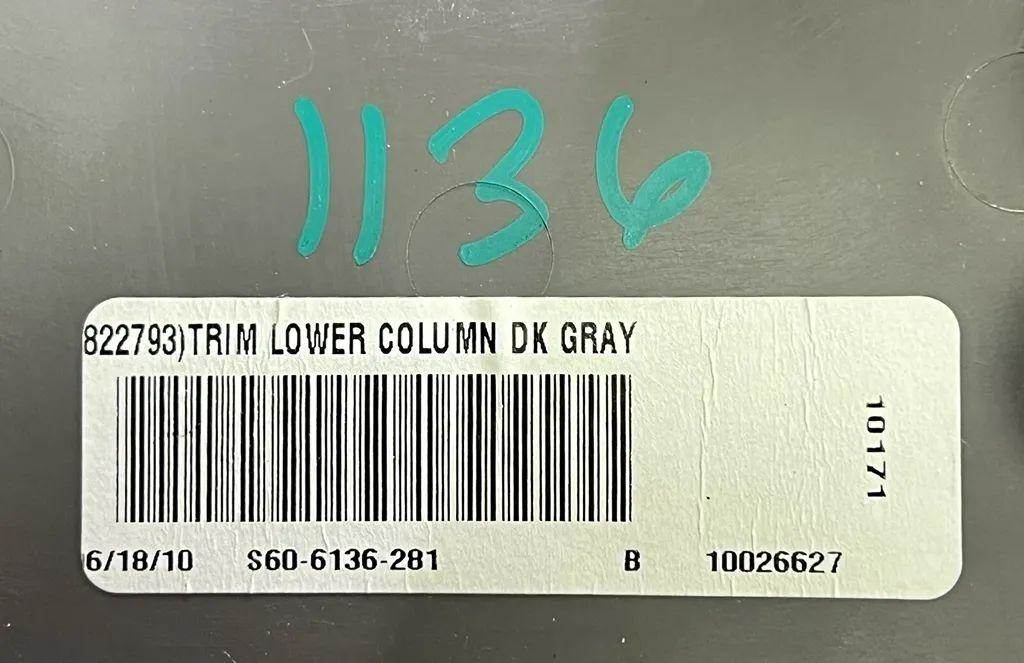 1136
822793)TRIM LOWER COLUMN DK GRAY
10171
6/18/10 S60-6136-281 B 10026627